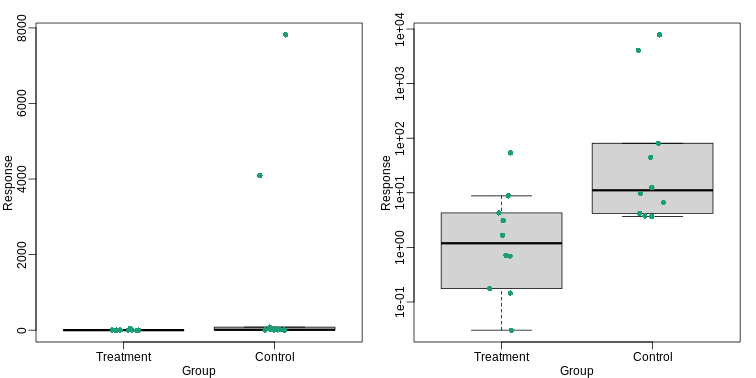 Response
8000
6000
4000
2000
0
Treatment
Control
Group
Response
1e+04
1e+03
1e+02
1e+01
1e+00
1e-01
Treatment
Control
Group